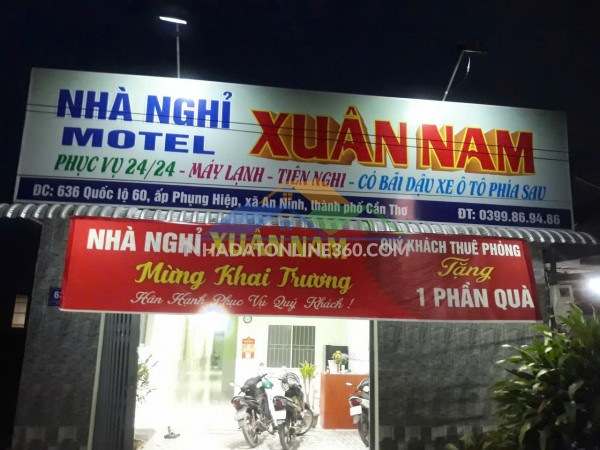 NHÀ NGHỈ
MOTEL
XUÂN NAM
PHỤC VỤ 24/24 - MÁY LẠNH - TIỆN NGHI - CÓ BÃI ĐẬU XE Ô TÔ PHÍA SAU
ĐC: 636 Quốc lộ 60, ấp Phụng Hiệp, xã An Ninh, thành phố Cần Thơ
ĐT: 0399.86.94.86
NHÀ NGHỈ XUÂN NAM
NHADATONLINE360.COM
Mừng Khai Trương
Hân Hạnh Phục Vụ Quý Khách !
QUÝ KHÁCH THUÊ PHÒNG
Tặng
1 PHẦN QUÀ